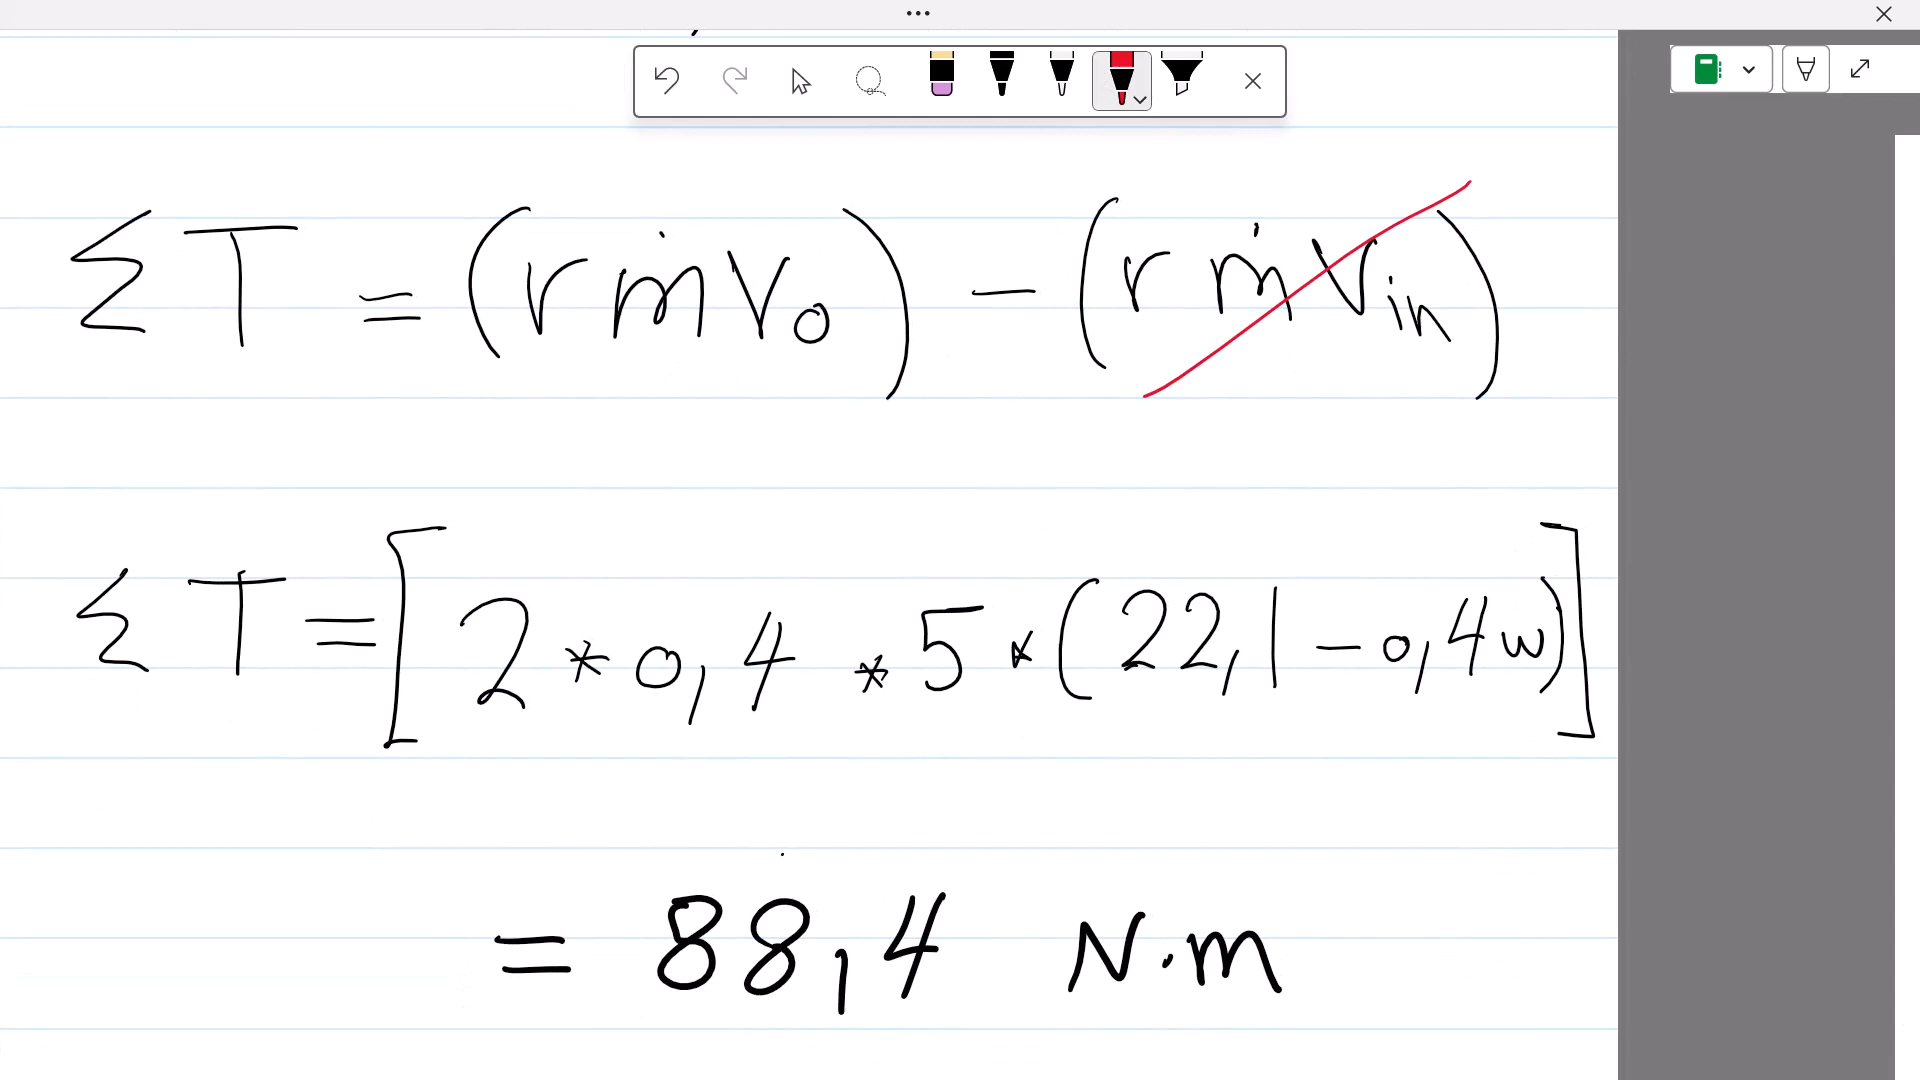 ΣT = (rṁv₀) - (rṁVin)
ΣT = [2 * 0,4 * 5 * (22,1 - 0,4w)]
= 88,4 N.m